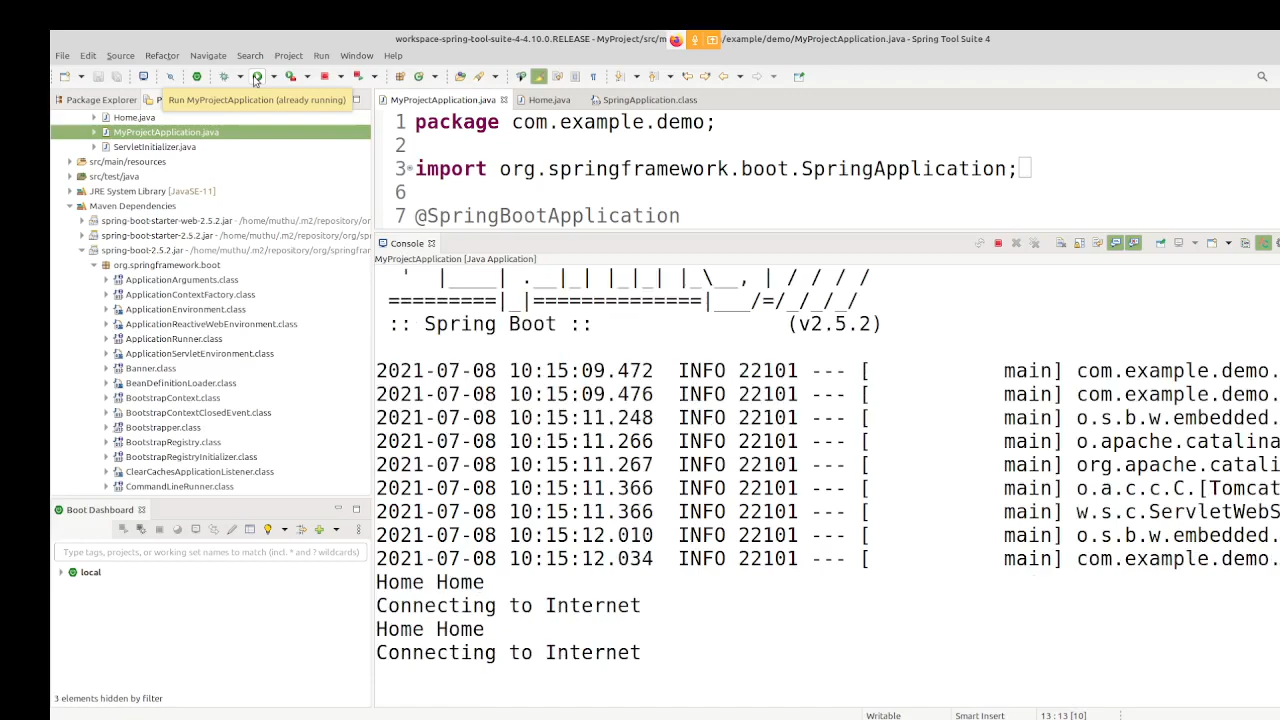 workspace-spring-tool-suite-4-4.10.0.RELEASE - MyProject/src/m /example/demo/MyProjectApplication.java - Spring Tool Suite 4
File Edit Source Refactor Navigate Search Project Run Window Help
Package Explorer P
Run MyProjectApplication (already running)
MyProjectApplication.java Home.java SpringApplication.class
Home.java
MyProjectApplication.java
ServletInitializer.java
src/main/resources
src/test/java
JRE System Library [JavaSE-11]
Maven Dependencies
spring-boot-starter-web-2.5.2.jar - /home/muthu/.m2/repository/or
spring-boot-starter-2.5.2.jar - /home/muthu/.m2/repository/org/sp
spring-boot-2.5.2.jar - /home/muthu/.m2/repository/org/springfram
org.springframework.boot
ApplicationArguments.class
ApplicationContextFactory.class
ApplicationEnvironment.class
ApplicationReactiveWebEnvironment.class
ApplicationRunner.class
ApplicationServletEnvironment.class
Banner.class
BeanDefinitionLoader.class
BootstrapContext.class
BootstrapContextClosedEvent.class
Bootstrapper.class
BootstrapRegistry.class
BootstrapRegistryInitializer.class
ClearCachesApplicationListener.class
CommandLineRunner.class
Boot Dashboard
Type tags, projects, or working set names to match (incl. * and ? wildcards)
local
3 elements hidden by filter
1 package com.example.demo;
2
3 import org.springframework.boot.SpringApplication;
6
7 @SpringBootApplication
Console
MyProjectApplication [Java Application]
'  |____| .__|_| |_|_| |_\__, | / / / /
=========|_|==============|___/=/_/_/_/
:: Spring Boot :: (v2.5.2)
2021-07-08 10:15:09.472 INFO 22101 --- [ main] com.example.demo.
2021-07-08 10:15:09.476 INFO 22101 --- [ main] com.example.demo.
2021-07-08 10:15:11.248 INFO 22101 --- [ main] o.s.b.w.embedded.
2021-07-08 10:15:11.266 INFO 22101 --- [ main] o.apache.catalina
2021-07-08 10:15:11.267 INFO 22101 --- [ main] org.apache.catali
2021-07-08 10:15:11.366 INFO 22101 --- [ main] o.a.c.c.C.[Tomcat
2021-07-08 10:15:11.366 INFO 22101 --- [ main] w.s.c.ServletWebS
2021-07-08 10:15:12.010 INFO 22101 --- [ main] o.s.b.w.embedded.
2021-07-08 10:15:12.034 INFO 22101 --- [ main] com.example.demo.
Home Home
Connecting to Internet
Home Home
Connecting to Internet
Writable Smart Insert 13 : 13 [10]